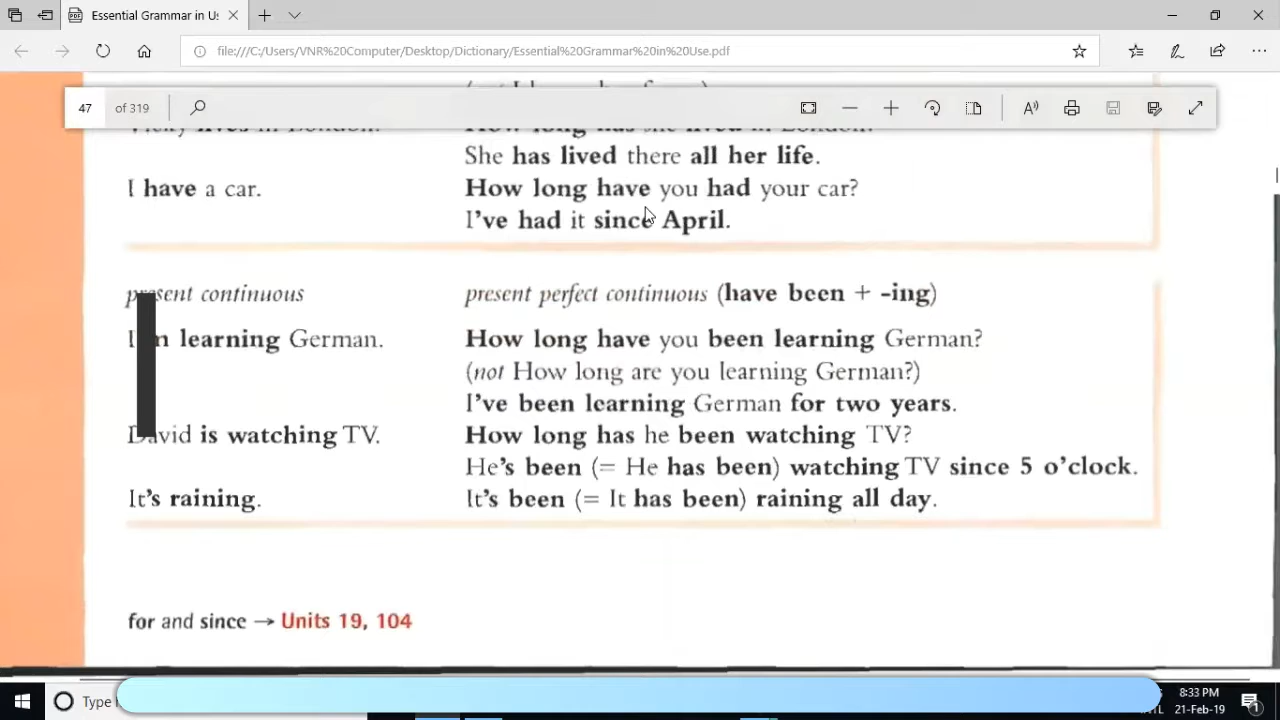 Essential Grammar in Us
file:///C:/Users/VNR%20Computer/Desktop/Dictionary/Essential%20Grammar%20in%20Use.pdf
47 of 319
She has lived there all her life.
I have a car. How long have you had your car?
I've had it since April.
present continuous present perfect continuous (have been + -ing)
learning German. How long have you been learning German?
(not How long are you learning German?)
I've been learning German for two years.
David is watching TV. How long has he been watching TV?
He's been (= He has been) watching TV since 5 o'clock.
It's raining. It's been (= It has been) raining all day.
for and since → Units 19, 104
Type
8:33 PM
21-Feb-19